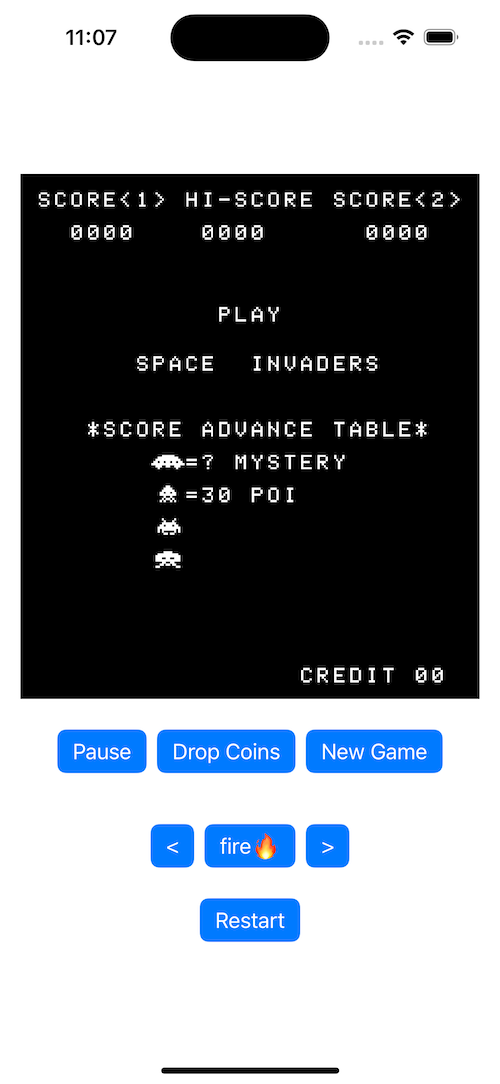 11:07
SCORE<1> HI-SCORE SCORE<2>
0000 0000 0000
PLAY
SPACE INVADERS
*SCORE ADVANCE TABLE*
=? MYSTERY
=30 POI
CREDIT 00
Pause Drop Coins New Game
< fire🔥 >
Restart